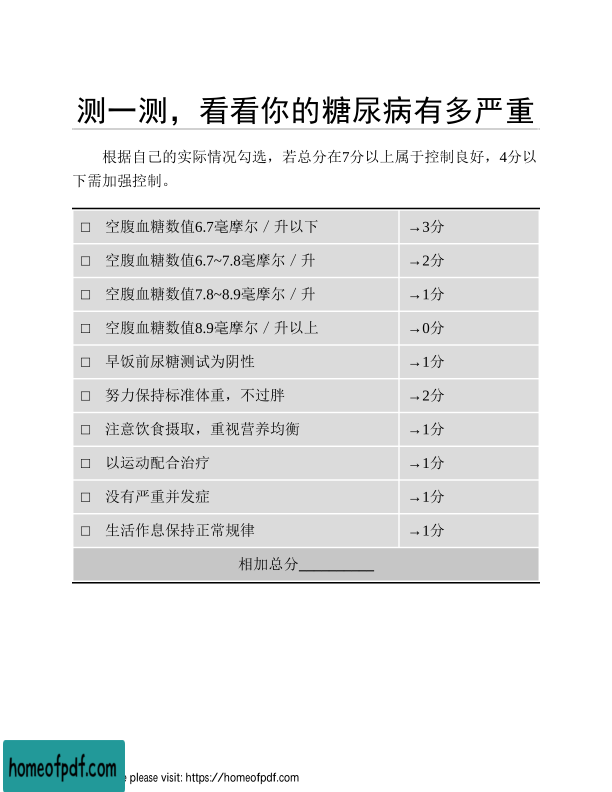 测一测，看看你的糖尿病有多严重
根据自己的实际情况勾选，若总分在7分以上属于控制良好，4分以
下需加强控制。
□ 空腹血糖数值6.7毫摩尔／升以下 →3分
□ 空腹血糖数值6.7~7.8毫摩尔／升 →2分
□ 空腹血糖数值7.8~8.9毫摩尔／升 →1分
□ 空腹血糖数值8.9毫摩尔／升以上 →0分
□ 早饭前尿糖测试为阴性 →1分
□ 努力保持标准体重，不过胖 →2分
□ 注意饮食摄取，重视营养均衡 →1分
□ 以运动配合治疗 →1分
□ 没有严重并发症 →1分
□ 生活作息保持正常规律 →1分
相加总分__________
homeofpdf.com
please visit: https://homeofpdf.com